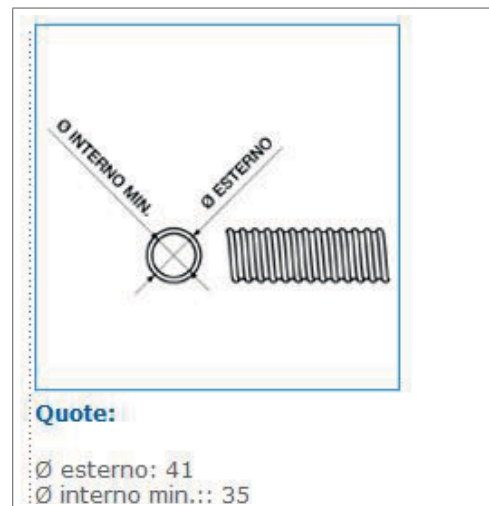 Ø INTERNO MIN.
Ø ESTERNO
Quote:
Ø esterno: 41
Ø interno min.:: 35